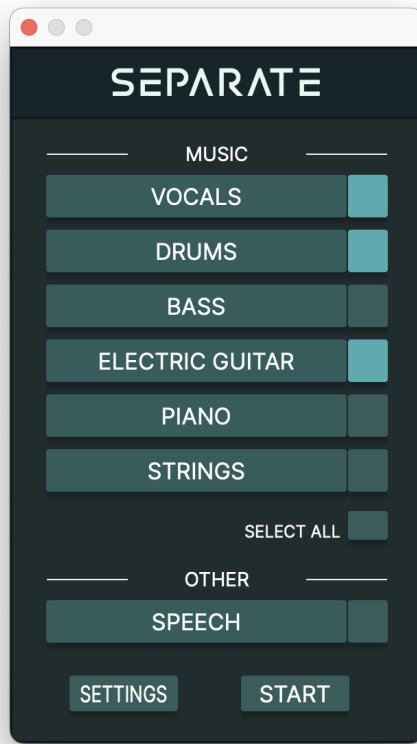 SEPARATE
MUSIC
VOCALS
DRUMS
BASS
ELECTRIC GUITAR
PIANO
STRINGS
SELECT ALL
OTHER
SPEECH
SETTINGS START